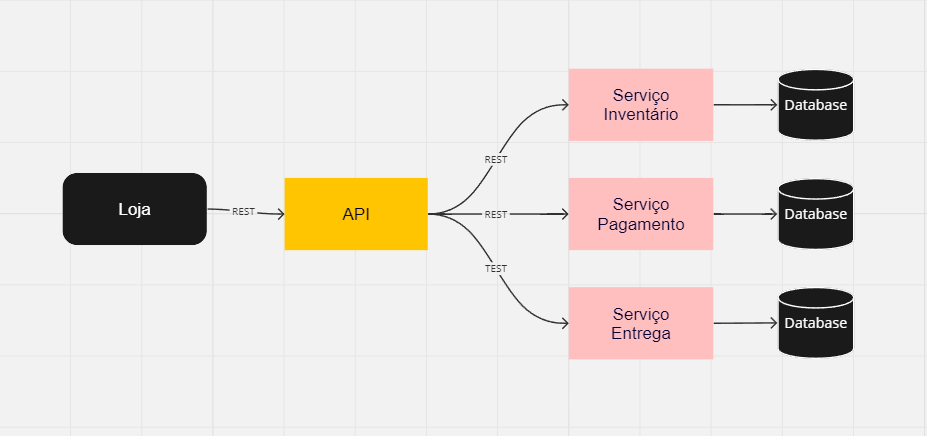 Loja
REST
API
REST
REST
TEST
Serviço
Inventário
Database
Serviço
Pagamento
Database
Serviço
Entrega
Database